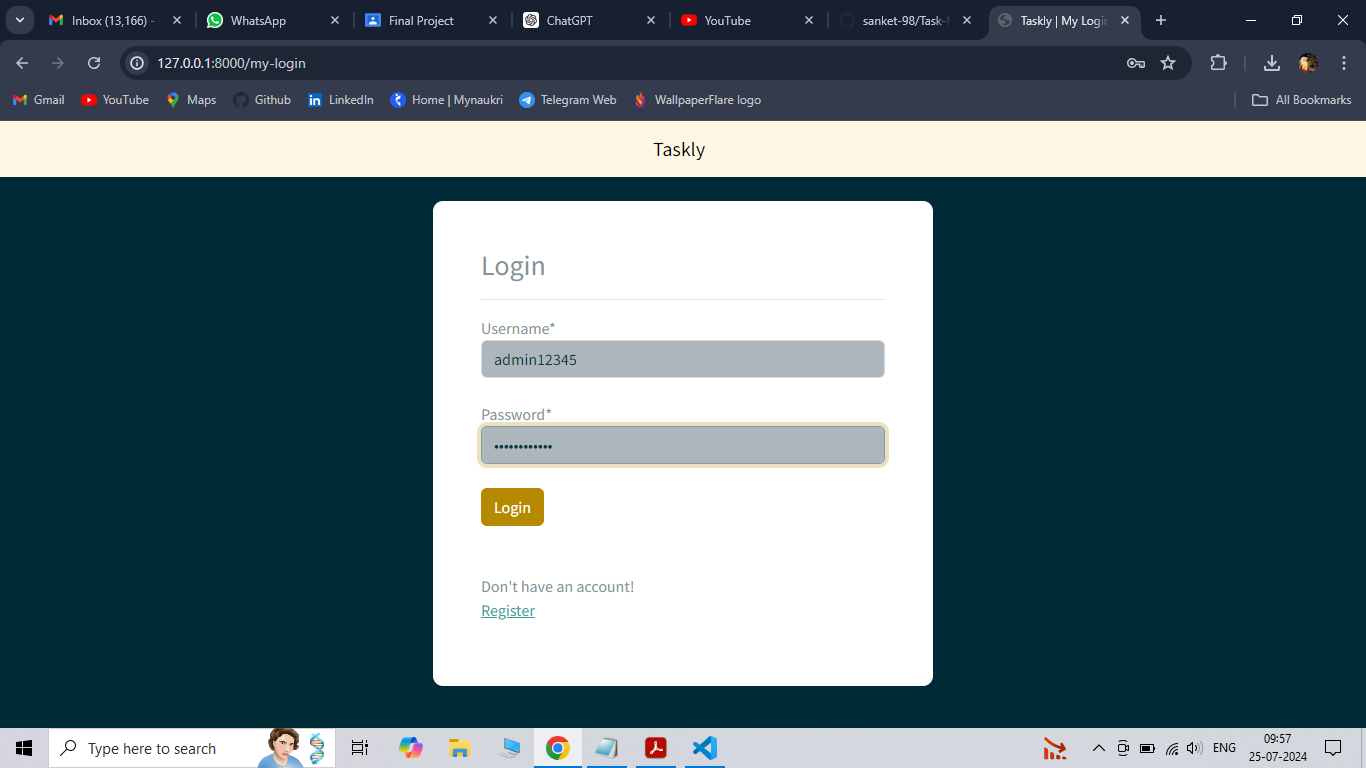 Inbox (13,166) -
WhatsApp
Final Project
ChatGPT
YouTube
sanket-98/Task-
Taskly | My Login
127.0.0.1:8000/my-login
Gmail
YouTube
Maps
Github
LinkedIn
Home | Mynaukri
Telegram Web
WallpaperFlare logo
All Bookmarks
Taskly
Login
Username*
admin12345
Password*
••••••••••••
Login
Don't have an account!
Register
Type here to search
ENG
09:57
25-07-2024